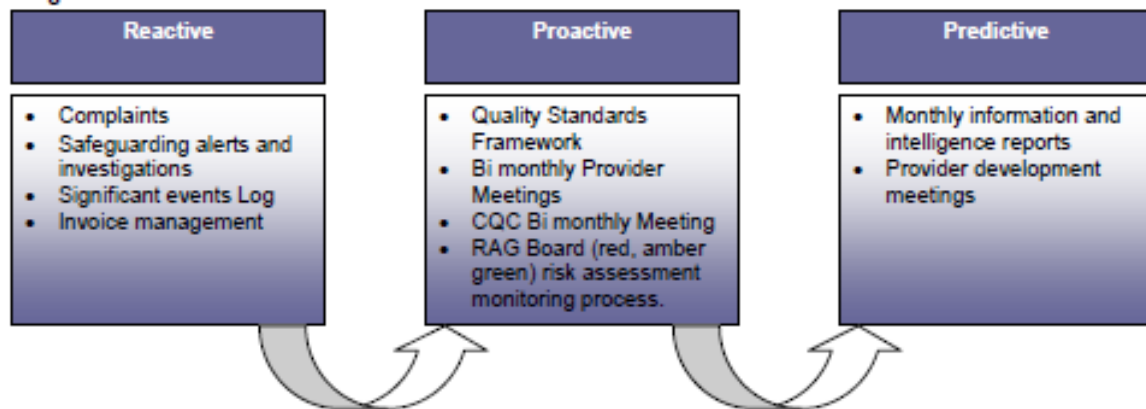 Reactive
Proactive
Predictive
• Complaints
• Safeguarding alerts and
investigations
• Significant events Log
• Invoice management
• Quality Standards
Framework
• Bi monthly Provider
Meetings
• CQC Bi monthly Meeting
• RAG Board (red, amber
green) risk assessment
monitoring process.
• Monthly information and
intelligence reports
• Provider development
meetings